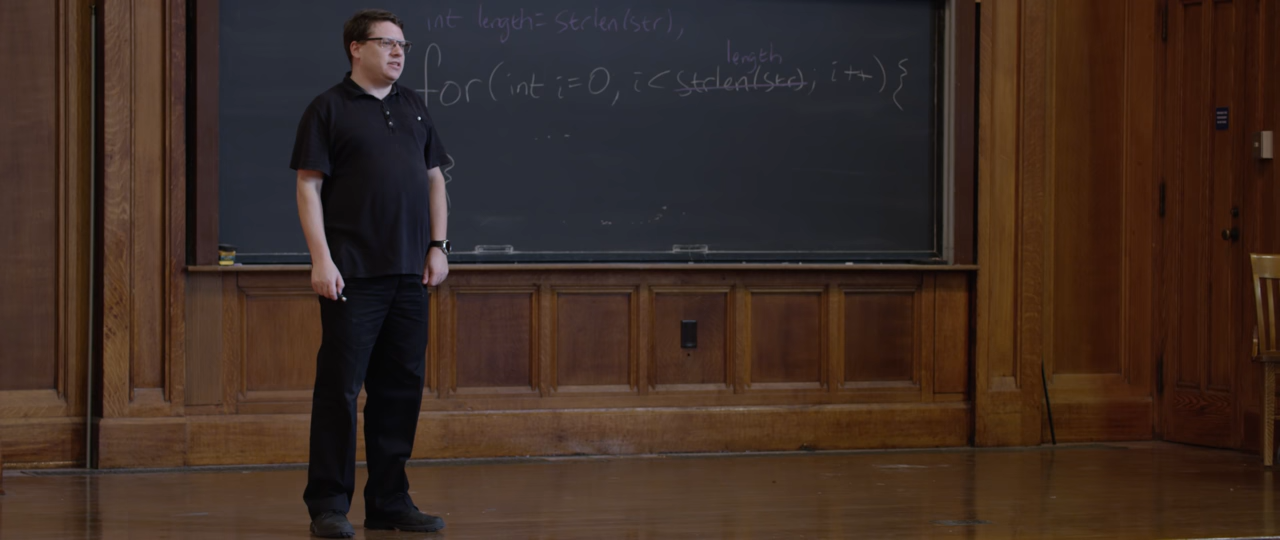 int length = strlen(str),
length
for(int i=0, i< strlen(str); i++){
...
}